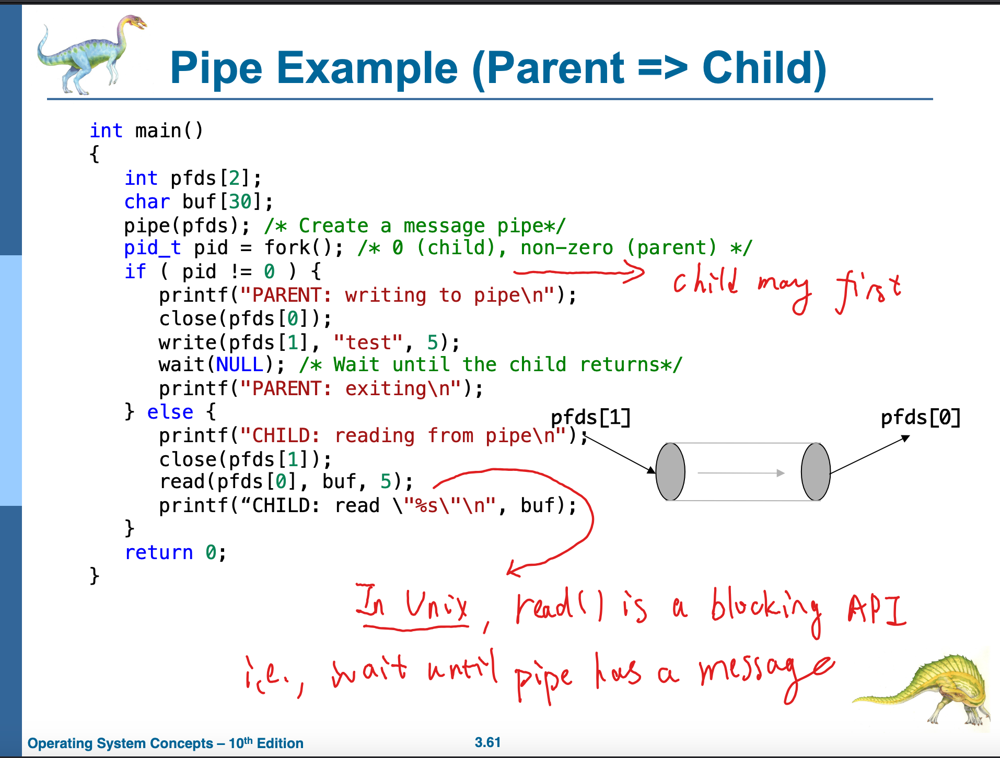 Pipe Example (Parent => Child)
int main()
{
int pfds[2];
char buf[30];
pipe(pfds); /* Create a message pipe*/
pid_t pid = fork(); /* 0 (child), non-zero (parent) */
if ( pid != 0 ) {
child may first
printf("PARENT: writing to pipe\n");
close(pfds[0]);
write(pfds[1], "test", 5);
wait(NULL); /* Wait until the child returns*/
printf("PARENT: exiting\n");
} else {
pfds[1] pfds[0]
printf("CHILD: reading from pipe\n");
close(pfds[1]);
read(pfds[0], buf, 5);
printf(“CHILD: read \"%s\"\n", buf);
}
return 0;
}
In Unix, read() is a blocking API
i.e., wait until pipe has a message
Operating System Concepts – 10th Edition 3.61